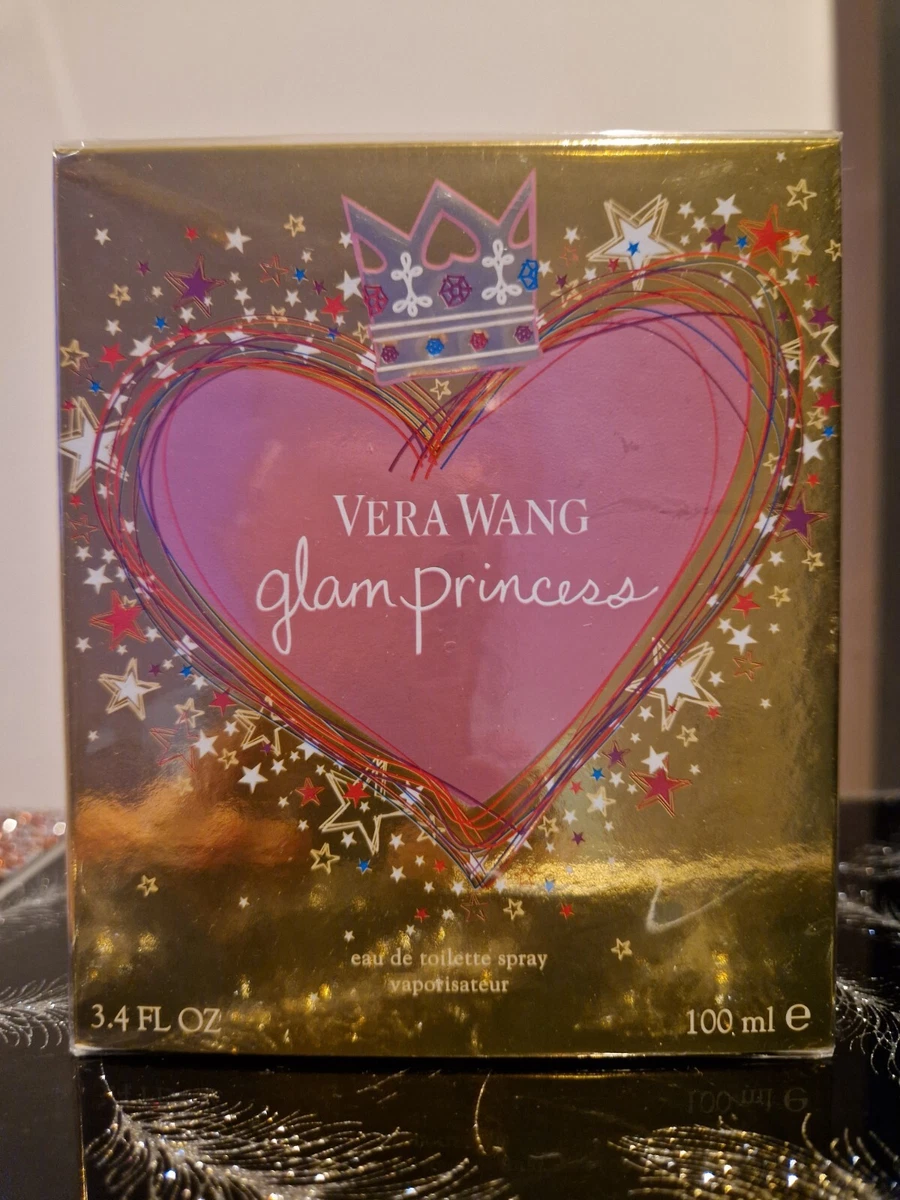 VERA WANG
glam princess
eau de toilette spray
vaporisateur
3.4 FL OZ
100 ml e